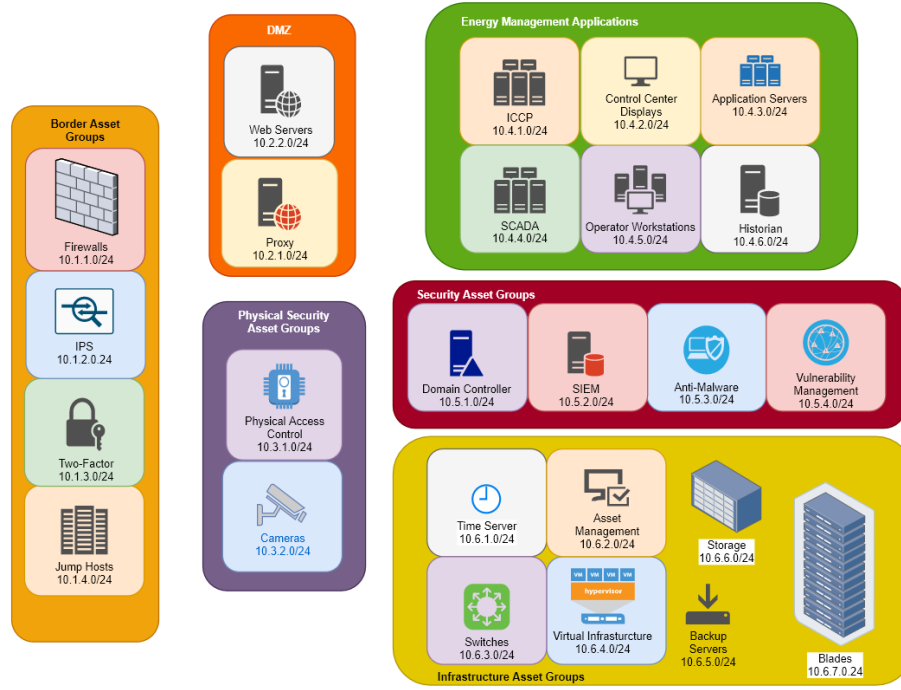 Border Asset
Groups
Firewalls
10.1.1.0/24
IPS
10.1.2.0.24
Two-Factor
10.1.3.0/24
Jump Hosts
10.1.4.0/24
DMZ
Web Servers
10.2.2.0/24
Proxy
10.2.1.0/24
Physical Security
Asset Groups
Physical Access
Control
10.3.1.0/24
Cameras
10.3.2.0/24
Energy Management Applications
ICCP
10.4.1.0/24
Control Center
Displays
10.4.2.0/24
Application Servers
10.4.3.0/24
SCADA
10.4.4.0/24
Operator Workstations
10.4.5.0/24
Historian
10.4.6.0/24
Security Asset Groups
Domain Controller
10.5.1.0/24
SIEM
10.5.2.0/24
Anti-Malware
10.5.3.0/24
Vulnerability
Management
10.5.4.0/24
Time Server
10.6.1.0/24
Asset
Management
10.6.2.0/24
Storage
10.6.6.0/24
Switches
10.6.3.0/24
VM VM VM VM
hypervisor
Virtual Infrasturcture
10.6.4.0/24
Backup
Servers
10.6.5.0/24
Blades
10.6.7.0.24
Infrastructure Asset Groups